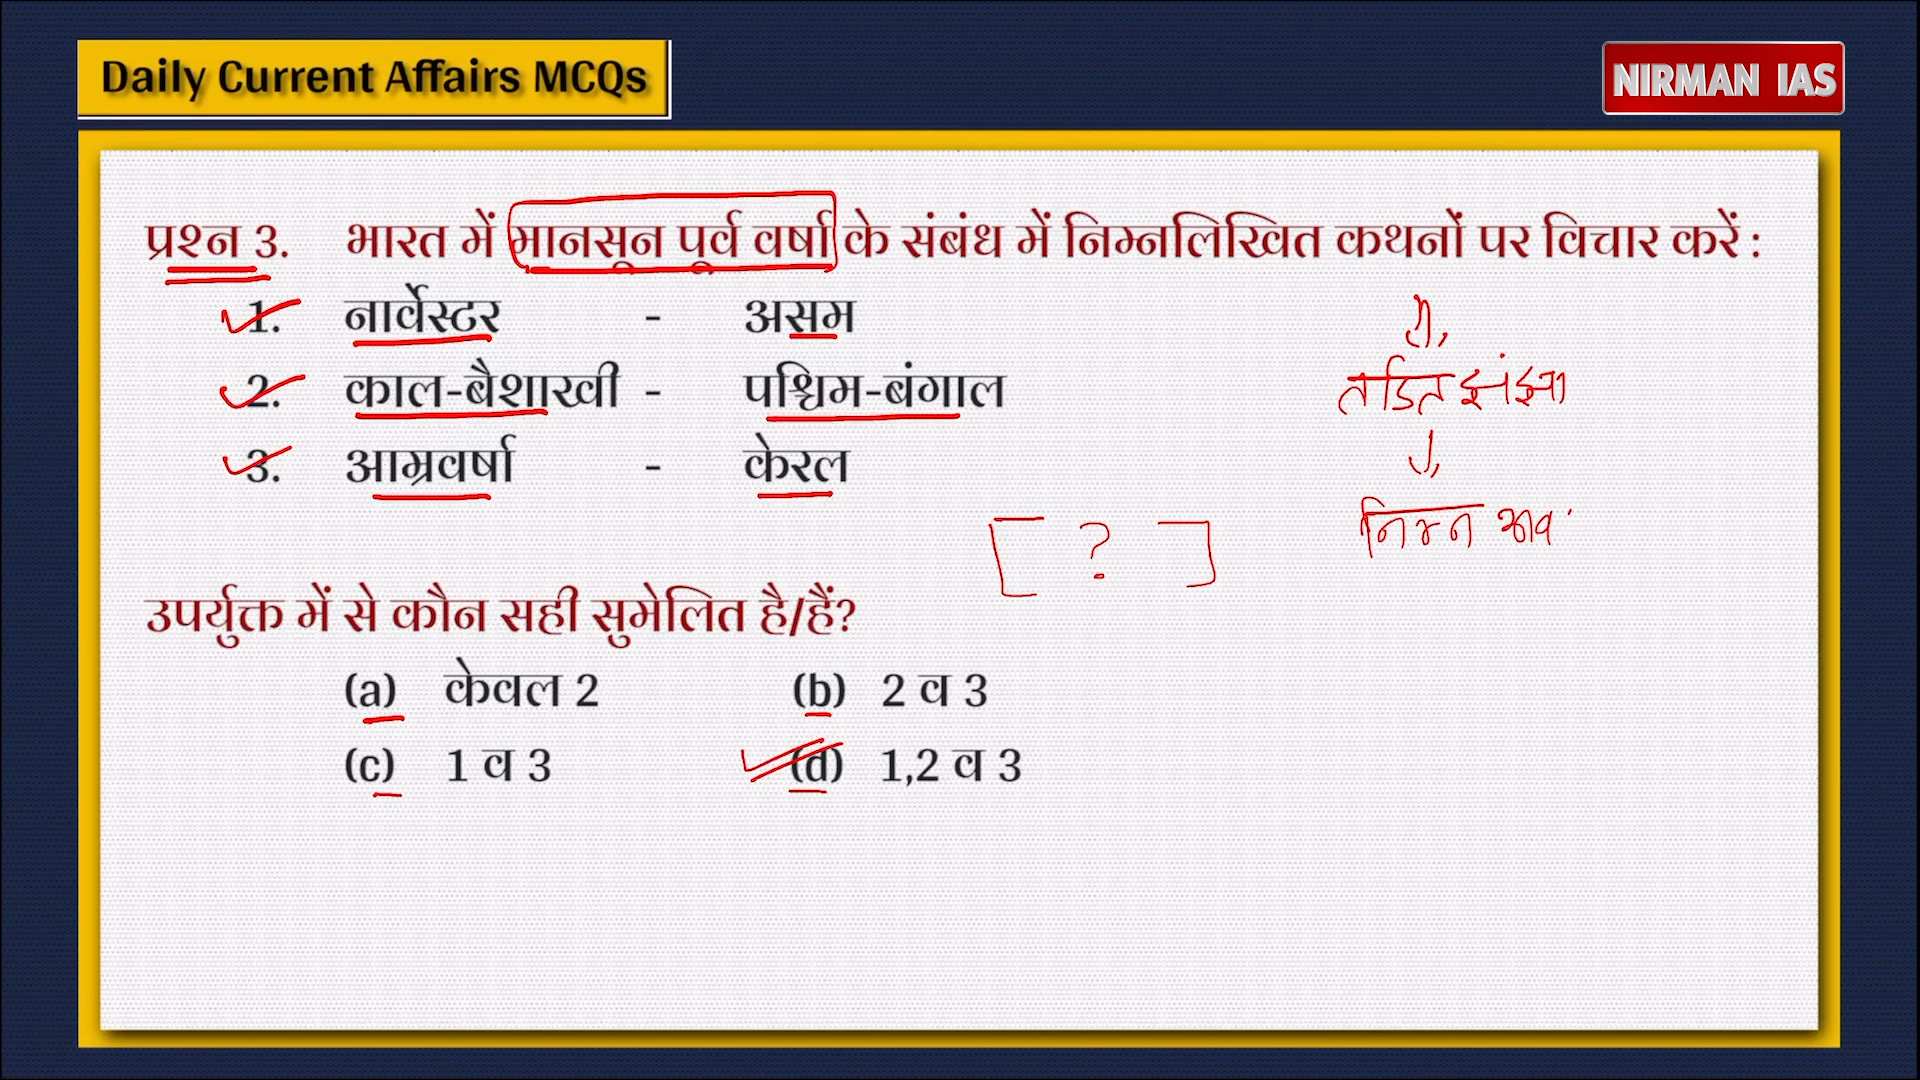 Daily Current Affairs MCQs
NIRMAN IAS
प्रश्न 3. भारत में मानसून पूर्व वर्षा के संबंध में निम्नलिखित कथनों पर विचार करें :
1. नार्वेस्टर - असम
2. काल-बैशाखी - पश्चिम-बंगाल
3. आम्रवर्षा - केरल
तडित झंझा
निम्न
[ ? ]
उपर्युक्त में से कौन सही सुमेलित है/हैं?
(a) केवल 2 (b) 2 व 3
(c) 1 व 3 (d) 1,2 व 3